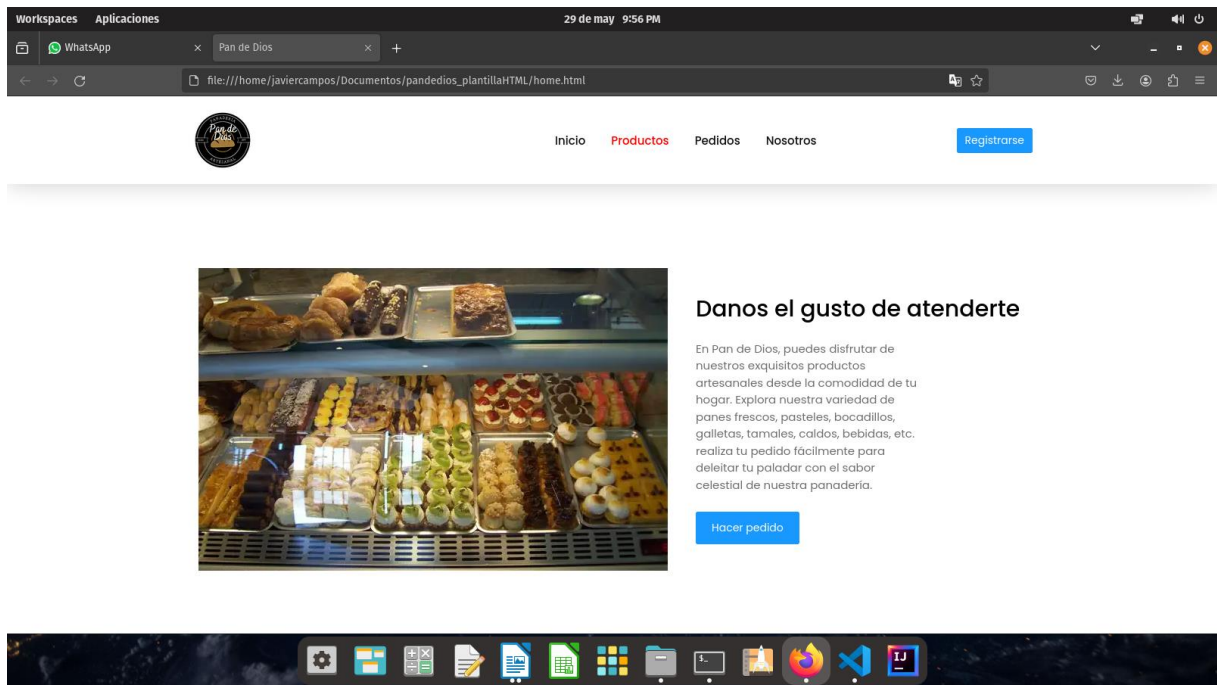 Workspaces Aplicaciones 29 de may 9:56 PM
WhatsApp Pan de Dios
file:///home/javiercampos/Documentos/pandedios_plantillaHTML/home.html
PANADERÍA
Pan de
Dios
ARTESANAL
Inicio Productos Pedidos Nosotros Registrarse
Danos el gusto de atenderte
En Pan de Dios, puedes disfrutar de
nuestros exquisitos productos
artesanales desde la comodidad de tu
hogar. Explora nuestra variedad de
panes frescos, pasteles, bocadillos,
galletas, tamales, caldos, bebidas, etc.
realiza tu pedido fácilmente para
deleitar tu paladar con el sabor
celestial de nuestra panadería.
Hacer pedido
IJ